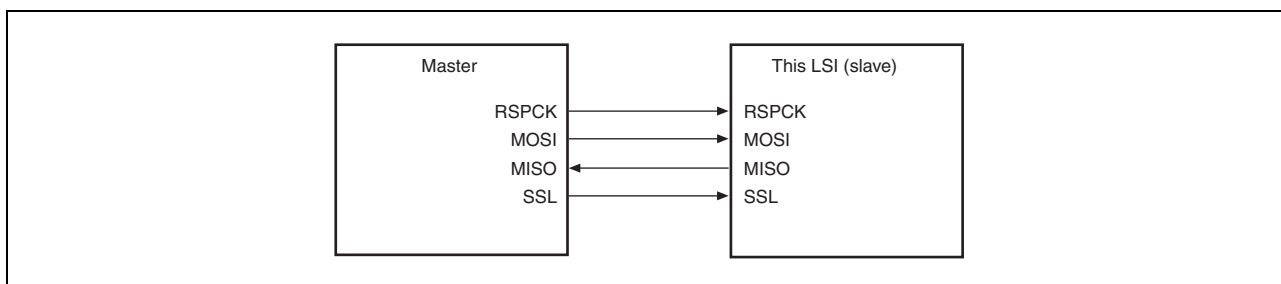 Master This LSI (slave)
RSPCK RSPCK
MOSI MOSI
MISO MISO
SSL SSL